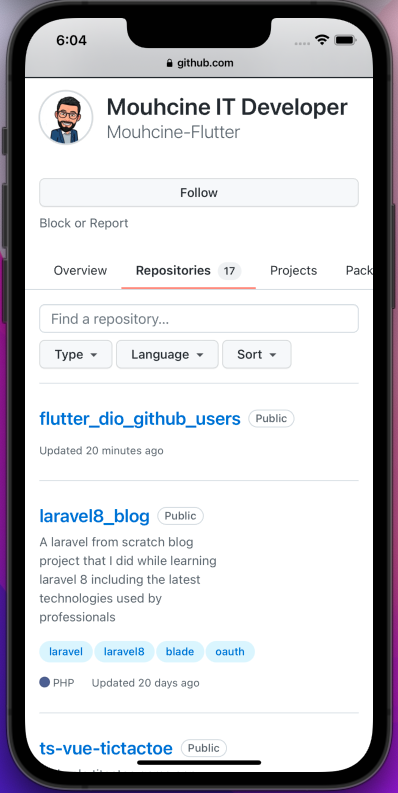 6:04
github.com
Mouhcine IT Developer
Mouhcine-Flutter
Follow
Block or Report
Overview Repositories 17 Projects Pack
Find a repository...
Type Language Sort
flutter_dio_github_users Public
Updated 20 minutes ago
laravel8_blog Public
A laravel from scratch blog
project that I did while learning
laravel 8 including the latest
technologies used by
professionals
laravel laravel8 blade oauth
PHP Updated 20 days ago
ts-vue-tictactoe Public